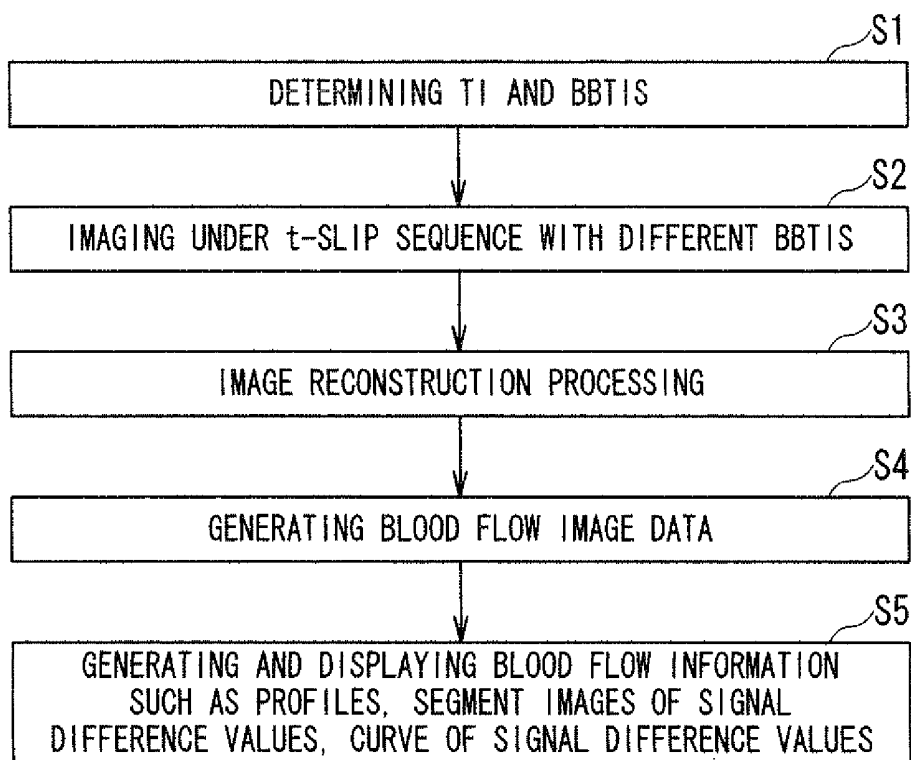 S1
DETERMINING TI AND BBTIS
S2
IMAGING UNDER t-SLIP SEQUENCE WITH DIFFERENT BBTIS
S3
IMAGE RECONSTRUCTION PROCESSING
S4
GENERATING BLOOD FLOW IMAGE DATA
S5
GENERATING AND DISPLAYING BLOOD FLOW INFORMATION
SUCH AS PROFILES, SEGMENT IMAGES OF SIGNAL
DIFFERENCE VALUES, CURVE OF SIGNAL DIFFERENCE VALUES